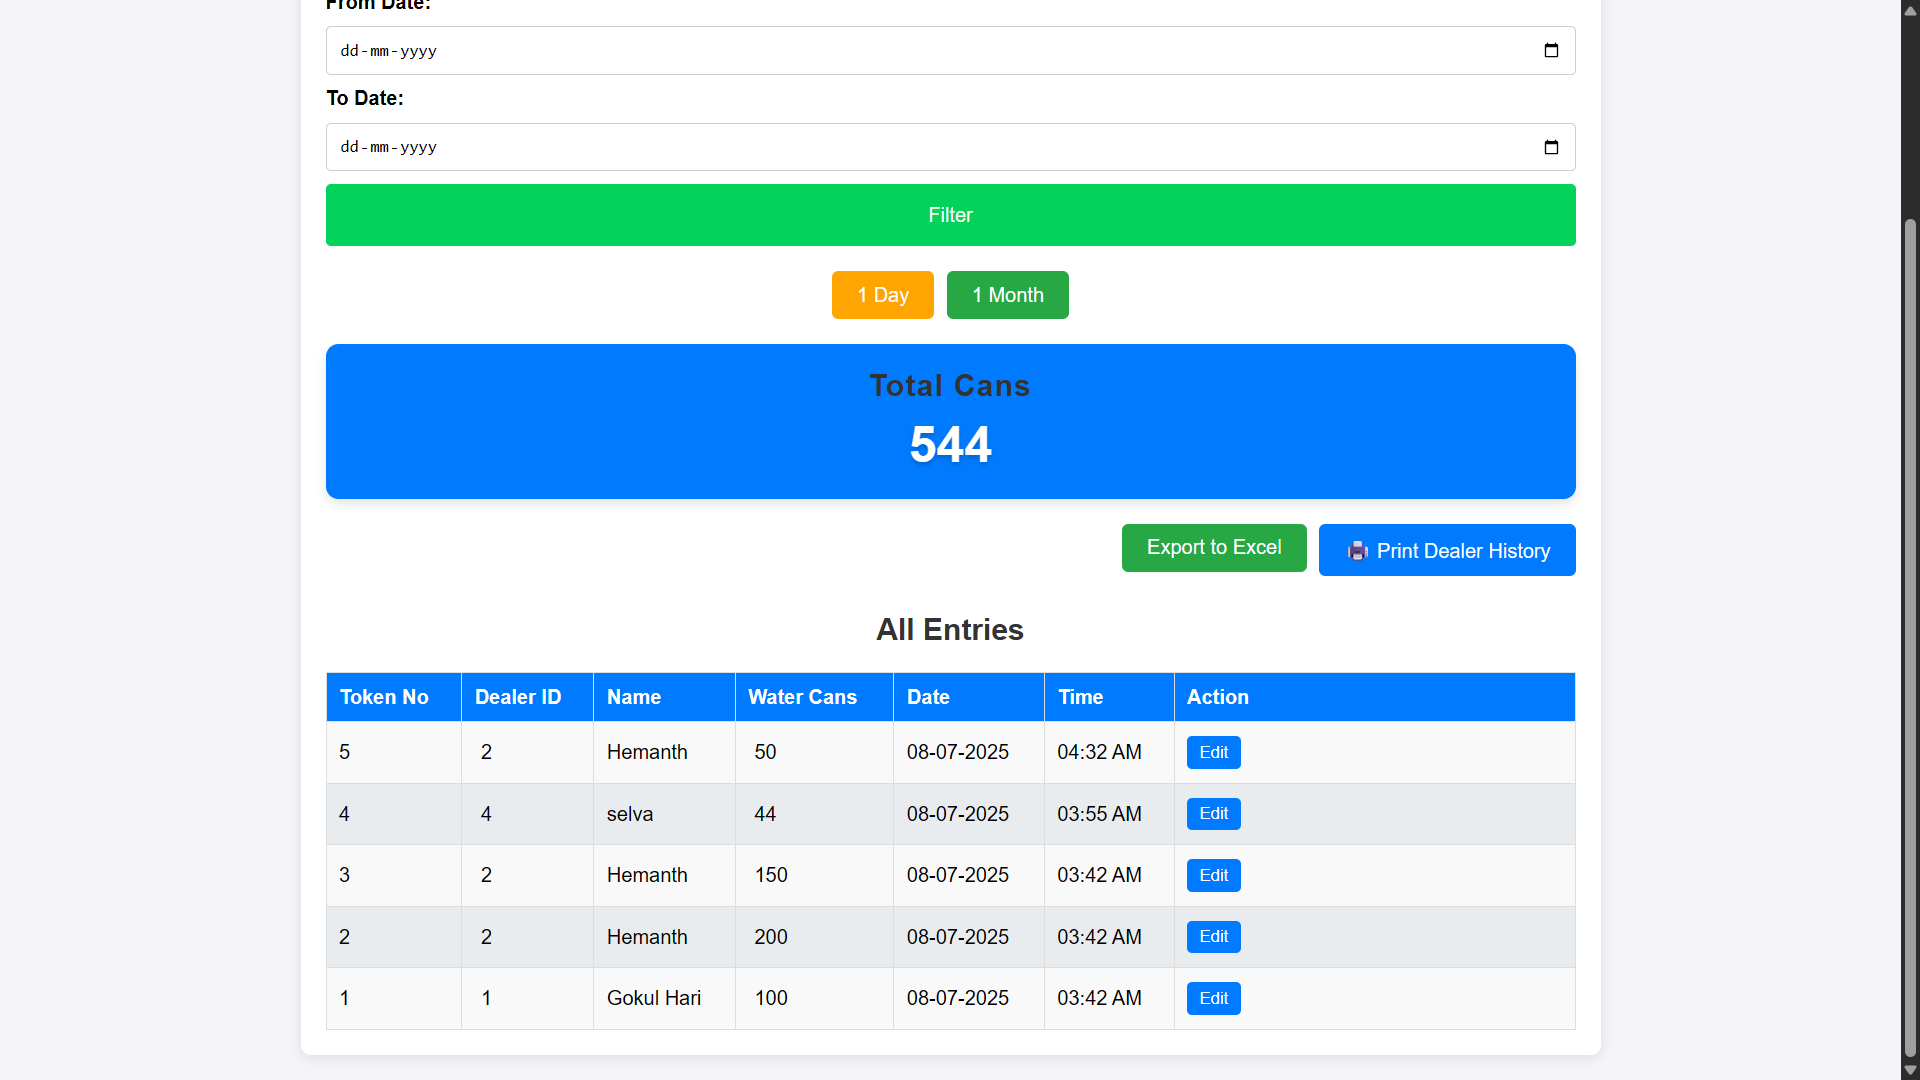 From Date:
dd-mm-yyyy
To Date:
dd-mm-yyyy
Filter
1 Day 1 Month
Total Cans
544
Export to Excel Print Dealer History
All Entries
Token No Dealer ID Name Water Cans Date Time Action
5 2 Hemanth 50 08-07-2025 04:32 AM Edit
4 4 selva 44 08-07-2025 03:55 AM Edit
3 2 Hemanth 150 08-07-2025 03:42 AM Edit
2 2 Hemanth 200 08-07-2025 03:42 AM Edit
1 1 Gokul Hari 100 08-07-2025 03:42 AM Edit